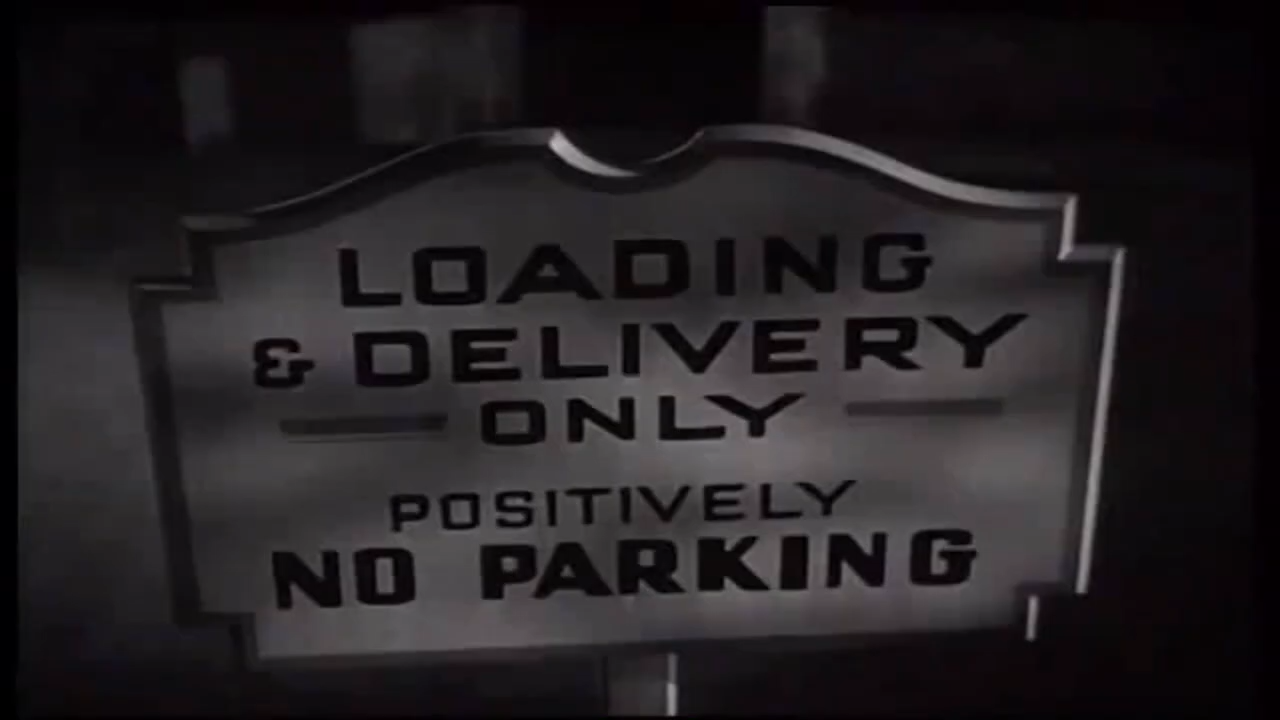 LOADING
& DELIVERY
ONLY
POSITIVELY
NO PARKING